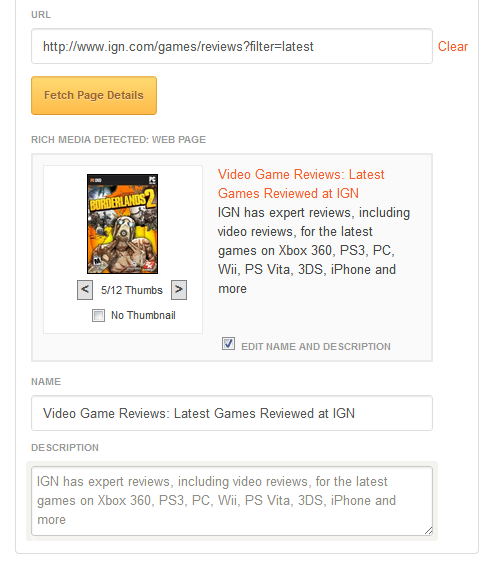 URL
http://www.ign.com/games/reviews?filter=latest
Clear
Fetch Page Details
RICH MEDIA DETECTED: WEB PAGE
PC DVD
PC
BORDERLANDS 2
M
2K
Video Game Reviews: Latest
Games Reviewed at IGN
IGN has expert reviews, including
video reviews, for the latest
games on Xbox 360, PS3, PC,
Wii, PS Vita, 3DS, iPhone and
more
< 5/12 Thumbs >
No Thumbnail
EDIT NAME AND DESCRIPTION
NAME
Video Game Reviews: Latest Games Reviewed at IGN
DESCRIPTION
IGN has expert reviews, including video reviews, for the latest
games on Xbox 360, PS3, PC, Wii, PS Vita, 3DS, iPhone and
more